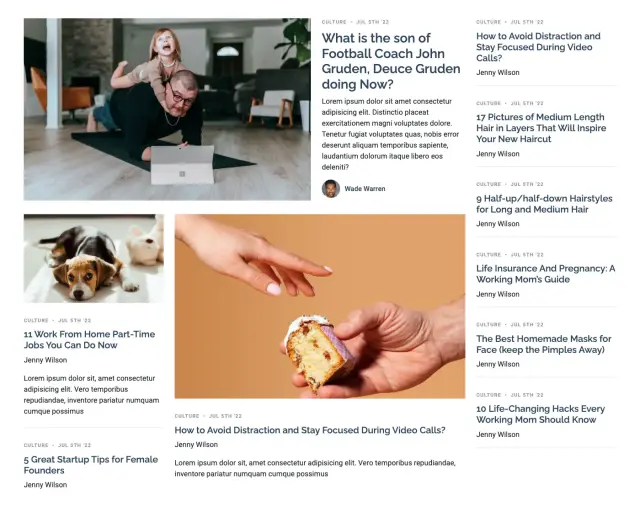 CULTURE • JUL 5TH '22
What is the son of
Football Coach John
Gruden, Deuce Gruden
doing Now?
Lorem ipsum dolor sit amet consectetur
adipisicing elit. Distinctio placeat
exercitationem magni voluptates dolore.
Tenetur fugiat voluptates quas, nobis error
deserunt aliquam temporibus sapiente,
laudantium dolorum itaque libero eos
deleniti?
Wade Warren
CULTURE • JUL 5TH '22
11 Work From Home Part-Time
Jobs You Can Do Now
Jenny Wilson
Lorem ipsum dolor sit, amet consectetur
adipisicing elit. Vero temporibus
repudiandae, inventore pariatur numquam
cumque possimus
CULTURE • JUL 5TH '22
5 Great Startup Tips for Female
Founders
Jenny Wilson
CULTURE • JUL 5TH '22
How to Avoid Distraction and Stay Focused During Video Calls?
Jenny Wilson
Lorem ipsum dolor sit, amet consectetur adipisicing elit. Vero temporibus repudiandae,
inventore pariatur numquam cumque possimus
CULTURE • JUL 5TH '22
How to Avoid Distraction and
Stay Focused During Video
Calls?
Jenny Wilson
CULTURE • JUL 5TH '22
17 Pictures of Medium Length
Hair in Layers That Will Inspire
Your New Haircut
Jenny Wilson
CULTURE • JUL 5TH '22
9 Half-up/half-down Hairstyles
for Long and Medium Hair
Jenny Wilson
CULTURE • JUL 5TH '22
Life Insurance And Pregnancy: A
Working Mom's Guide
Jenny Wilson
CULTURE • JUL 5TH '22
The Best Homemade Masks for
Face (keep the Pimples Away)
Jenny Wilson
CULTURE • JUL 5TH '22
10 Life-Changing Hacks Every
Working Mom Should Know
Jenny Wilson